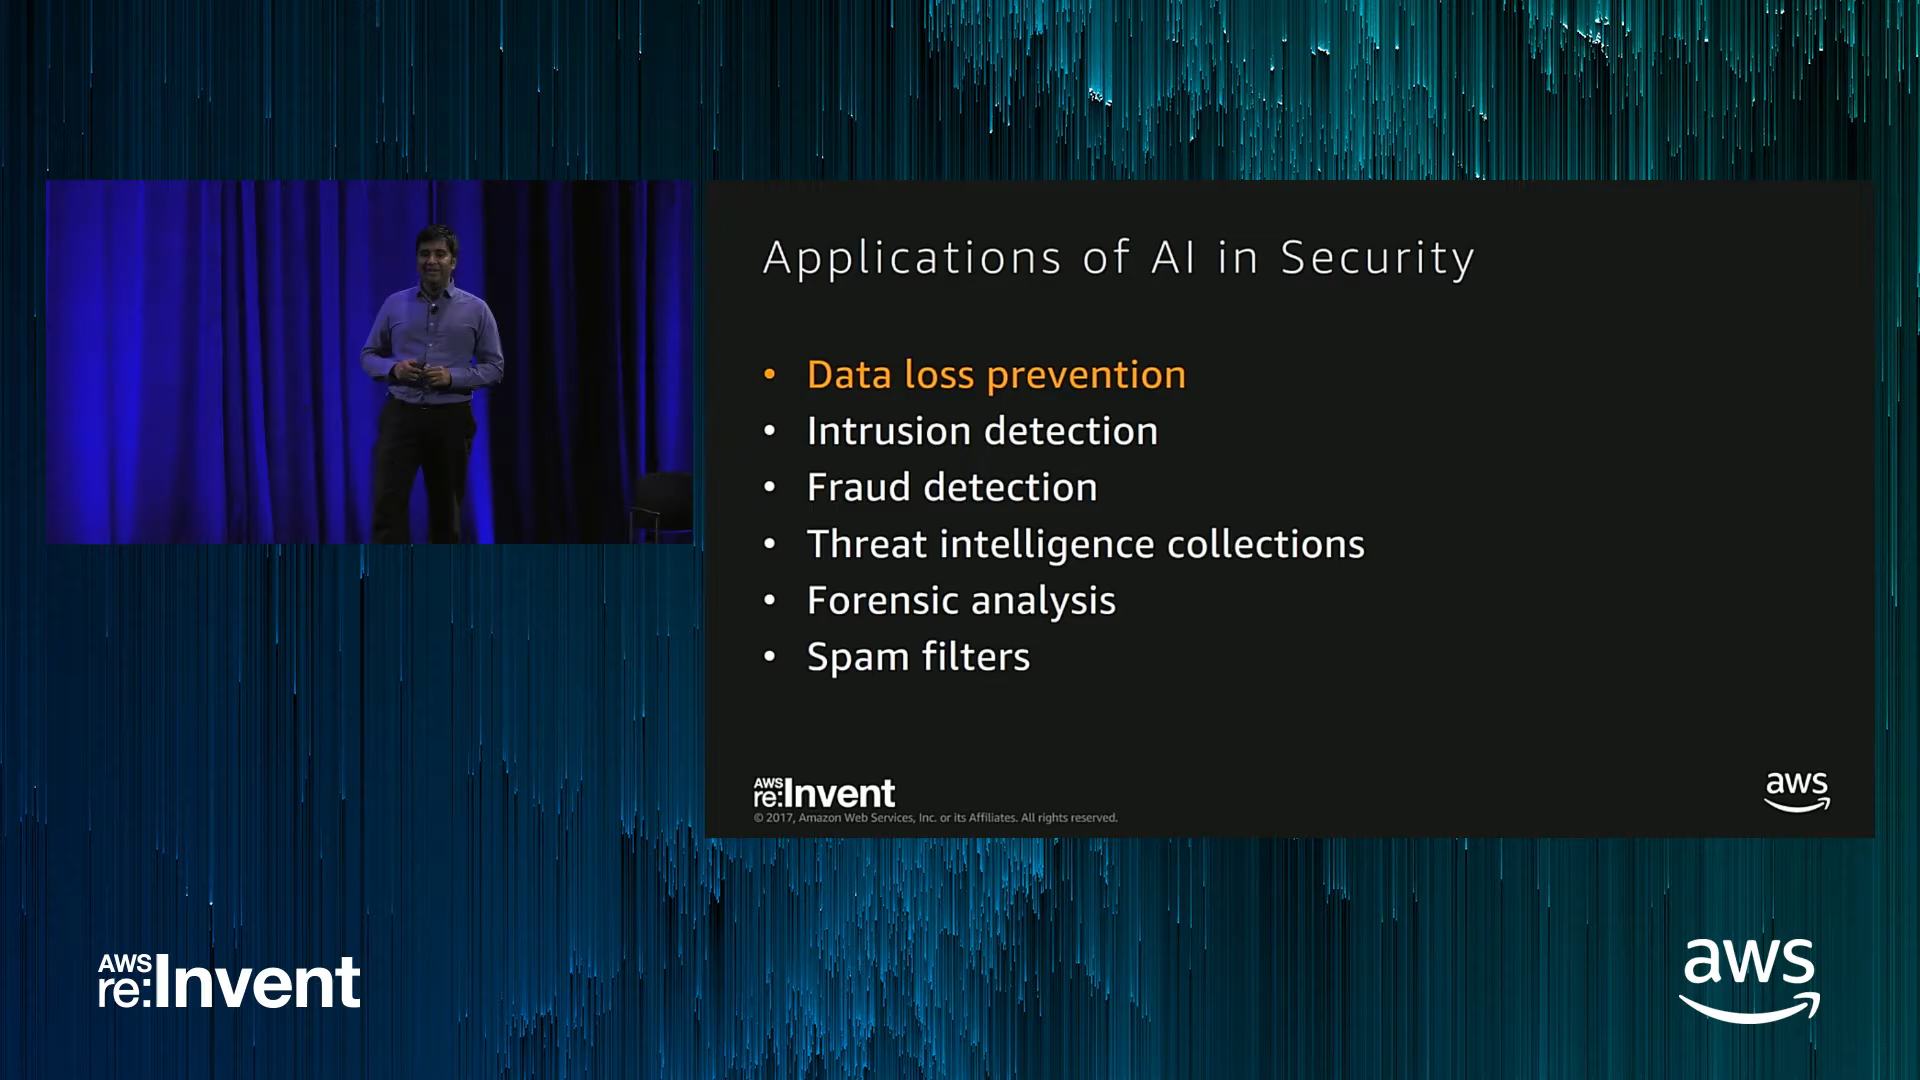 Applications of AI in Security
• Data loss prevention
• Intrusion detection
• Fraud detection
• Threat intelligence collections
• Forensic analysis
• Spam filters
AWS
re:Invent
© 2017, Amazon Web Services, Inc. or its Affiliates. All rights reserved.
aws
AWS
re:Invent
aws